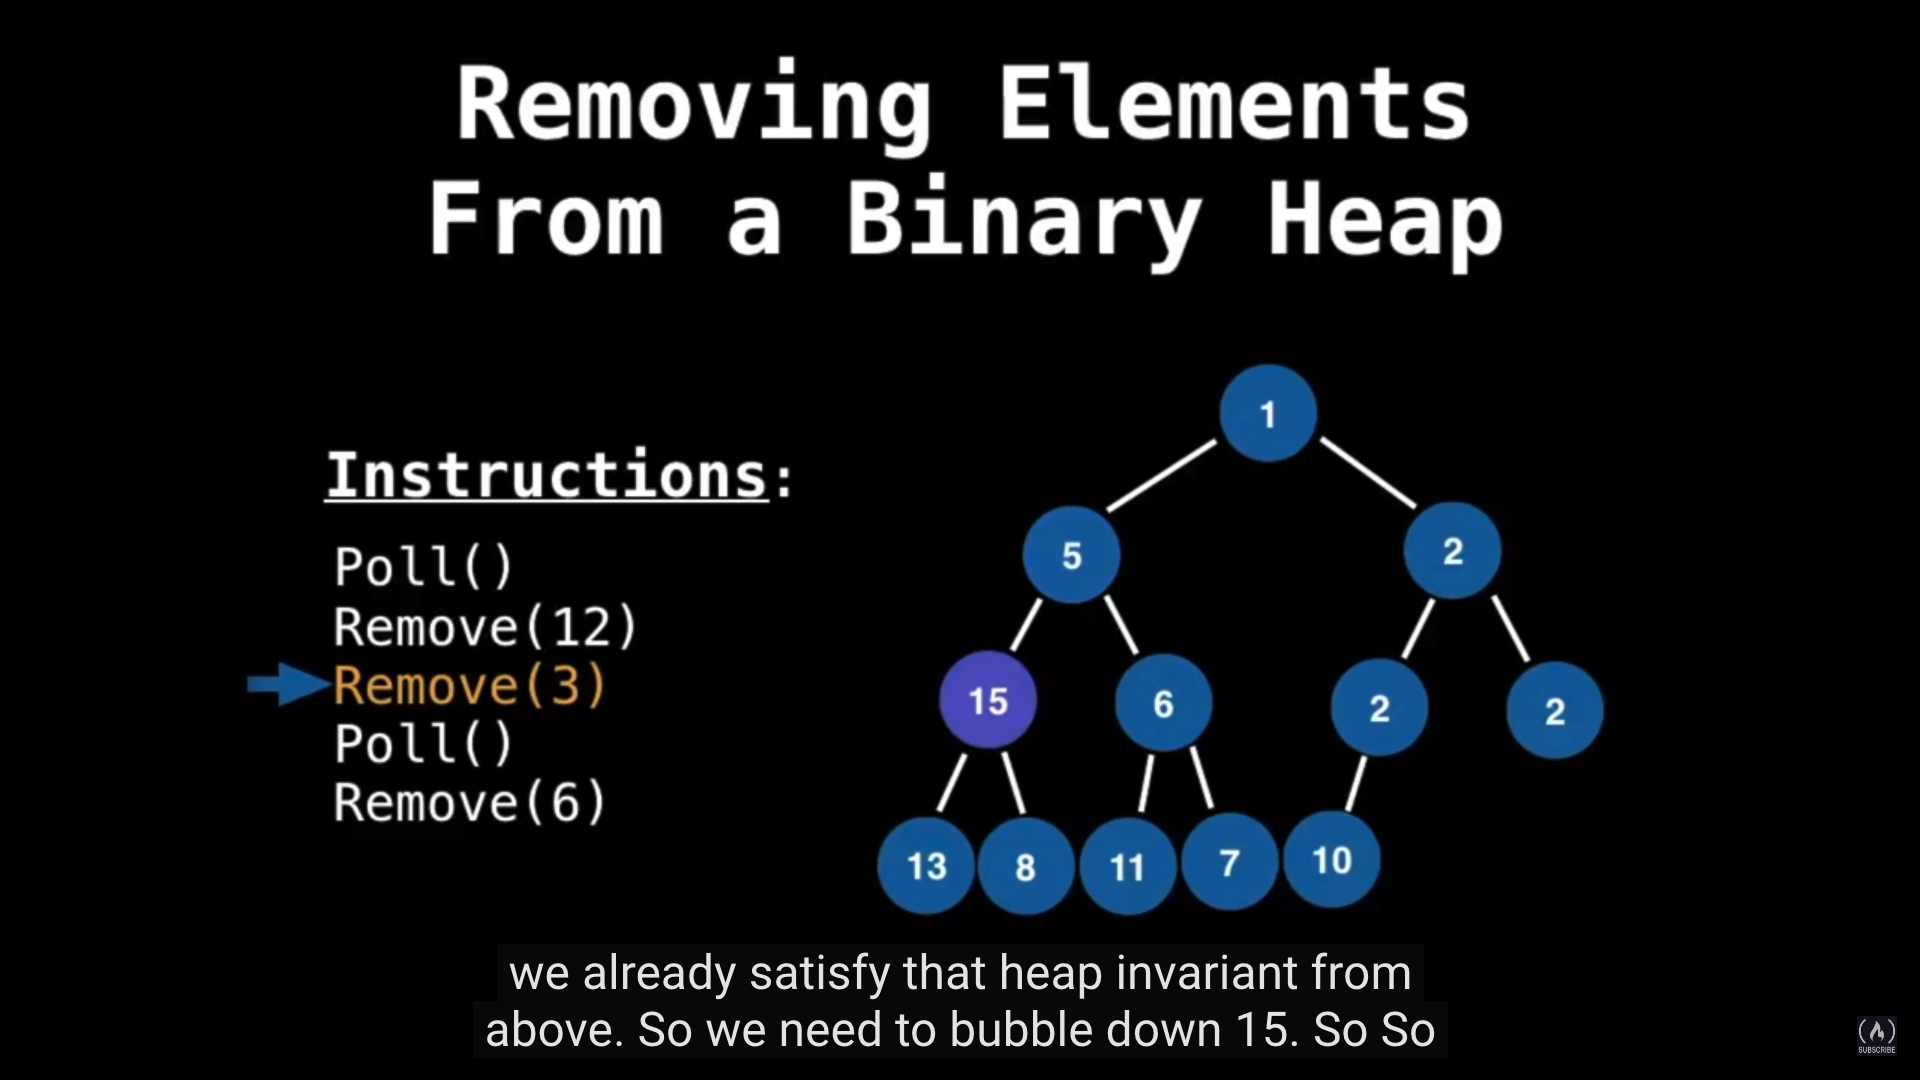 Removing Elements
From a Binary Heap
Instructions:
Poll()
Remove(12)
Remove(3)
Poll()
Remove(6)
1
5
2
15
6
2
2
13
8
11
7
10
we already satisfy that heap invariant from
above. So we need to bubble down 15. So So
SUBSCRIBE